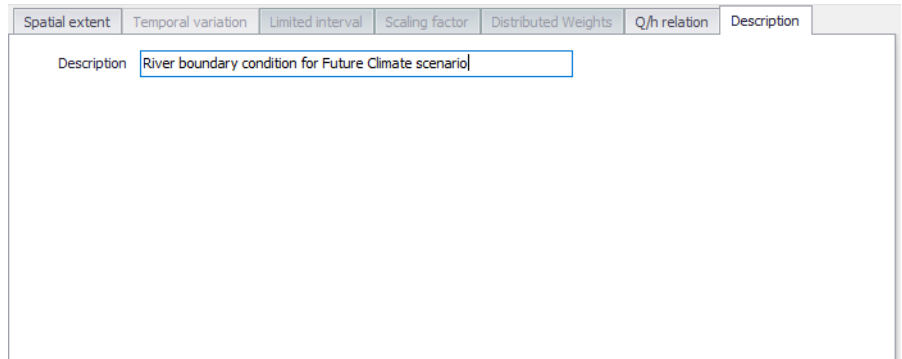 Spatial extent Temporal variation Limited interval Scaling factor Distributed Weights Q/h relation Description
Description River boundary condition for Future Climate scenario